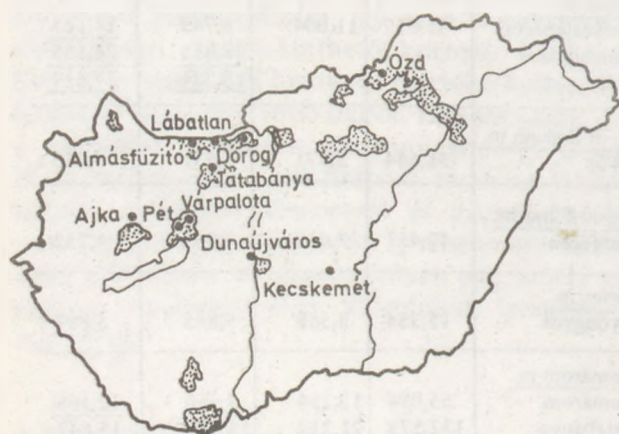 Ózd
Lábatlan
Almásfüzitő
Dorog
Tatabánya
Várpalota
Ajka
Pét
Dunaújváros
Kecskemét